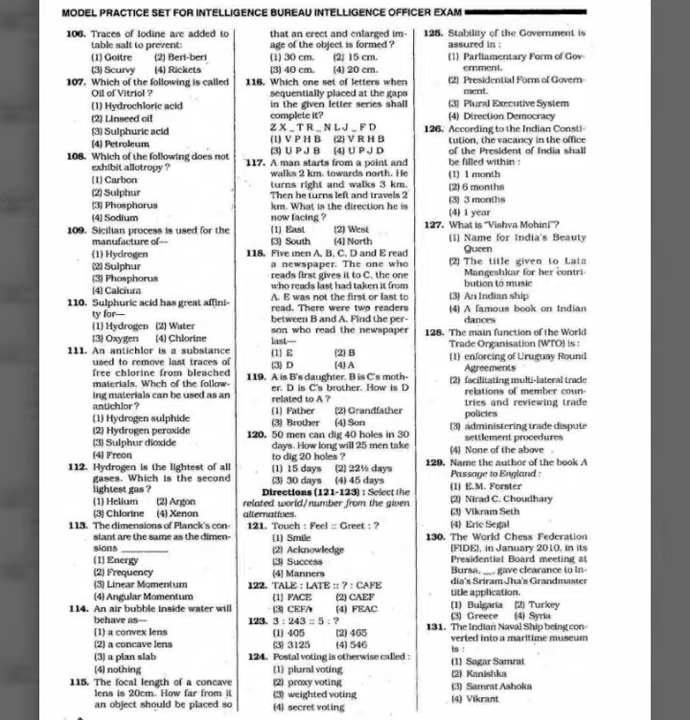 MODEL PRACTICE SET FOR INTELLIGENCE BUREAU INTELLIGENCE OFFICER EXAM
106. Traces of Iodine are added to
table salt to prevent:
(1) Goitre (2) Beri-beri
(3) Scurvy (4) Rickets
107. Which of the following is called
Oil of Vitriol ?
(1) Hydrochloric acid
(2) Linseed oil
(3) Sulphuric acid
(4) Petroleum
108. Which of the following does not
exhibit allotropy ?
(1) Carbon
(2) Sulphur
(3) Phosphorus
(4) Sodium
109. Sicilian process is used for the
manufacture of—
(1) Hydrogen
(2) Sulphur
(3) Phosphorus
(4) Calcium
110. Sulphuric acid has great affini-
ty for—
(1) Hydrogen (2) Water
(3) Oxygen (4) Chlorine
111. An antichlor is a substance
used to remove last traces of
free chlorine from bleached
materials. Whch of the follow-
ing materials can be used as an
antichlor ?
(1) Hydrogen sulphide
(2) Hydrogen peroxide
(3) Sulphur dioxide
(4) Freon
112. Hydrogen is the lightest of all
gases. Which is the second
lightest gas ?
(1) Helium (2) Argon
(3) Chlorine (4) Xenon
113. The dimensions of Planck's con-
stant are the same as the dimen-
sions ________
(1) Energy
(2) Frequency
(3) Linear Momentum
(4) Angular Momentum
114. An air bubble inside water will
behave as—
(1) a convex lens
(2) a concave lens
(3) a plan slab
(4) nothing
115. The focal length of a concave
lens is 20cm. How far from it
an object should be placed so
that an erect and enlarged im-
age of the object is formed ?
(1) 30 cm. (2) 15 cm.
(3) 40 cm. (4) 20 cm.
116. Which one set of letters when
sequentially placed at the gaps
in the given letter series shall
complete it?
Z X _ T R _ N L J _ F D
(1) V P H B (2) V R H B
(3) U P J B (4) U P J D
117. A man starts from a point and
walks 2 km. towards north. He
turns right and walks 3 km.
Then he turns left and travels 2
km. What is the direction he is
now facing ?
(1) East (2) West
(3) South (4) North
118. Five men A, B, C, D and E read
a newspaper. The one who
reads first gives it to C, the one
who reads last had taken it from
A. E was not the first or last to
read. There were two readers
between B and A. Find the per-
son who read the newspaper
last—
(1) E (2) B
(3) D (4) A
119. A is B's daughter. B is C's moth-
er. D is C's brother. How is D
related to A ?
(1) Father (2) Grandfather
(3) Brother (4) Son
120. 50 men can dig 40 holes in 30
days. How long will 25 men take
to dig 20 holes ?
(1) 15 days (2) 22½ days
(3) 30 days (4) 45 days
Directions (121-123) : Select the
related world/number from the given
alternatives.
121. Touch : Feel :: Greet : ?
(1) Smile
(2) Acknowledge
(3) Success
(4) Manners
122. TALE : LATE :: ? : CAFE
(1) FACE (2) CAEF
(3) CEFA (4) FEAC
123. 3 : 243 :: 5 : ?
(1) 405 (2) 465
(3) 3125 (4) 546
124. Postal voting is otherwise called :
(1) plural voting
(2) proxy voting
(3) weighted voting
(4) secret voting
125. Stability of the Government is
assured in :
(1) Parliamentary Form of Gov-
ernment.
(2) Presidential Form of Govern-
ment.
(3) Plural Executive System
(4) Direction Democracy
126. According to the Indian Consti-
tution, the vacancy in the office
of the President of India shall
be filled within :
(1) 1 month
(2) 6 months
(3) 3 months
(4) 1 year
127. What is "Vishva Mohini"?
(1) Name for India's Beauty
Queen
(2) The title given to Lata
Mangeshkar for her contri-
bution to music
(3) An Indian ship
(4) A famous book on Indian
dances
128. The main function of the World
Trade Organisation (WTO) is :
(1) enforcing of Uruguay Round
Agreements
(2) facilitating multi-lateral trade
relations of member coun-
tries and reviewing trade
policies
(3) administering trade dispute
settlement procedures
(4) None of the above
129. Name the author of the book A
Passage to England :
(1) E.M. Forster
(2) Nirad C. Choudhary
(3) Vikram Seth
(4) Eric Segal
130. The World Chess Federation
(FIDE), in January 2010, in its
Presidential Board meeting at
Bursa, __ gave clearance to In-
dia's Sriram Jha's Grandmaster
title application.
(1) Bulgaria (2) Turkey
(3) Greece (4) Syria
131. The Indian Naval Ship being con-
verted into a maritime museum
is :
(1) Sagar Samrat
(2) Kanishka
(3) Samrat Ashoka
(4) Vikrant